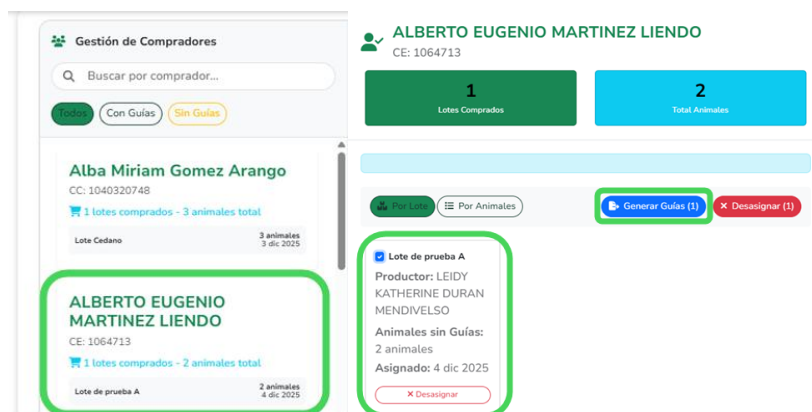 Gestión de Compradores
Buscar por comprador...
Todos Con Guías Sin Guías
Alba Miriam Gomez Arango
CC: 1040320748
1 lotes comprados - 3 animales total
Lote Cedano 3 animales
3 dic 2025
ALBERTO EUGENIO
MARTINEZ LIENDO
CE: 1064713
1 lotes comprados - 2 animales total
Lote de prueba A 2 animales
4 dic 2025
ALBERTO EUGENIO MARTINEZ LIENDO
CE: 1064713
1
Lotes Comprados
2
Total Animales
Por Lote Por Animales Generar Guías (1) × Desasignar (1)
Lote de prueba A
Productor: LEIDY
KATHERINE DURAN
MENDIVELSO
Animales sin Guías:
2 animales
Asignado: 4 dic 2025
× Desasignar